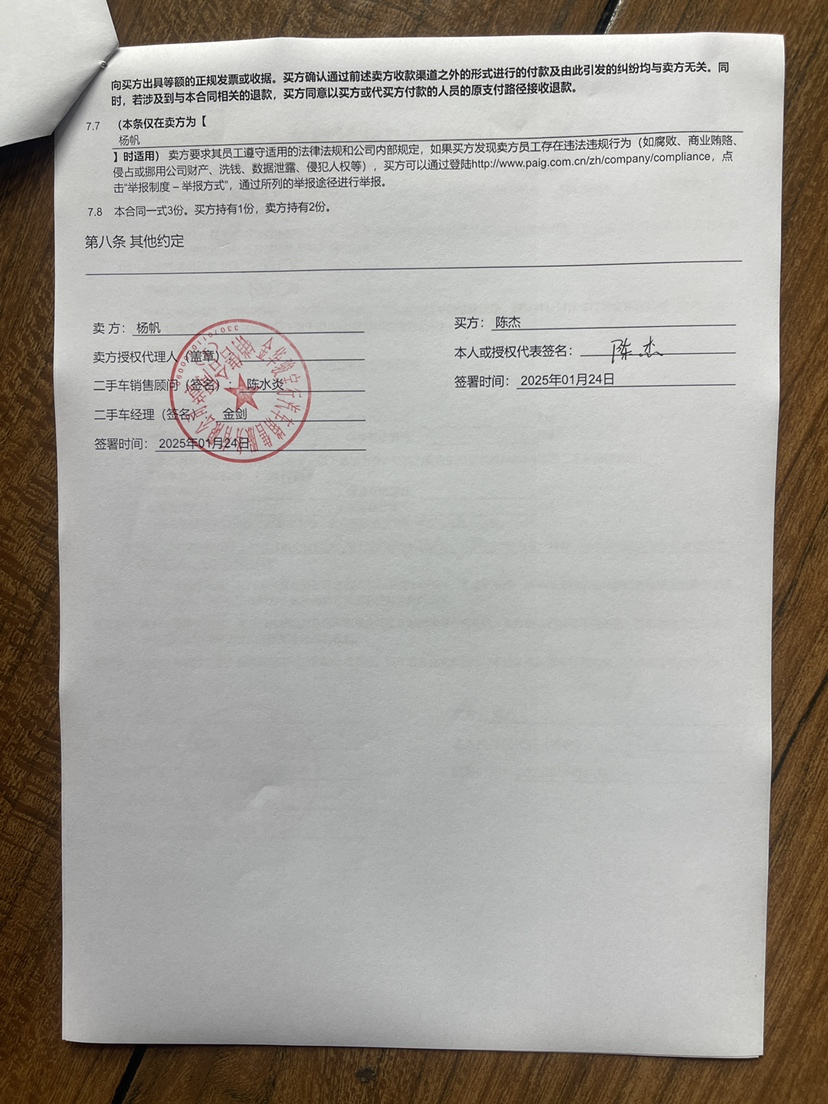 向买方出具等额的正规发票或收据。买方确认通过前述卖方收款渠道之外的形式进行的付款及由此引发的纠纷均与卖方无关。同
时，若涉及到与本合同相关的退款，买方同意以买方或代买方付款的人员的原支付路径接收退款。
7.7 （本条仅在卖方为【
杨帆
】时适用）卖方要求其员工遵守适用的法律法规和公司内部规定，如果买方发现卖方员工存在违法违规行为（如腐败、商业贿赂、
侵占或挪用公司财产、洗钱、数据泄露、侵犯人权等），买方可以通过登陆http://www.paig.com.cn/zh/company/compliance，点
击“举报制度 – 举报方式”，通过所列的举报途径进行举报。
7.8 本合同一式3份。买方持有1份，卖方持有2份。
第八条 其他约定
卖 方： 杨帆
卖方授权代理人（盖章）
二手车销售顾问（签名）： 陈水炎
二手车经理（签名） 金剑
签署时间： 2025年01月24日
买方： 陈杰
本人或授权代表签名： 陈杰
签署时间： 2025年01月24日